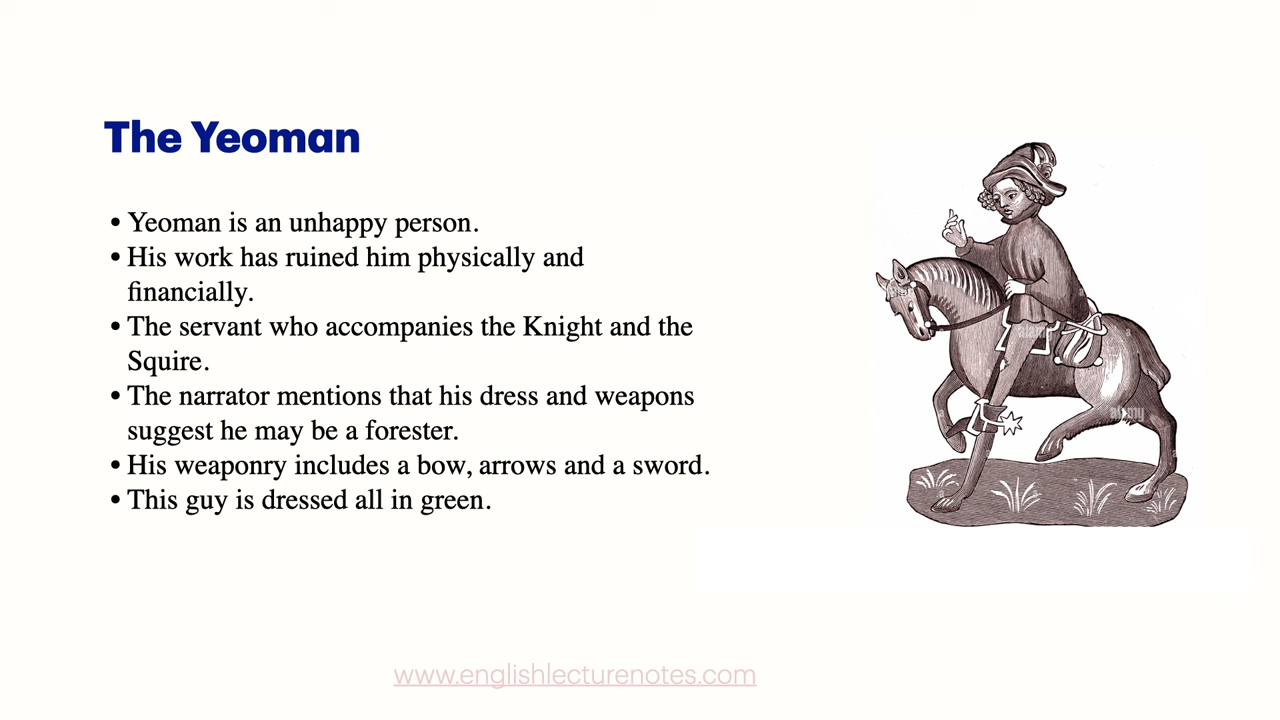 The Yeoman
• Yeoman is an unhappy person.
• His work has ruined him physically and
financially.
• The servant who accompanies the Knight and the
Squire.
• The narrator mentions that his dress and weapons
suggest he may be a forester.
• His weaponry includes a bow, arrows and a sword.
• This guy is dressed all in green.
alamy
alamy
www.englishlecturenotes.com